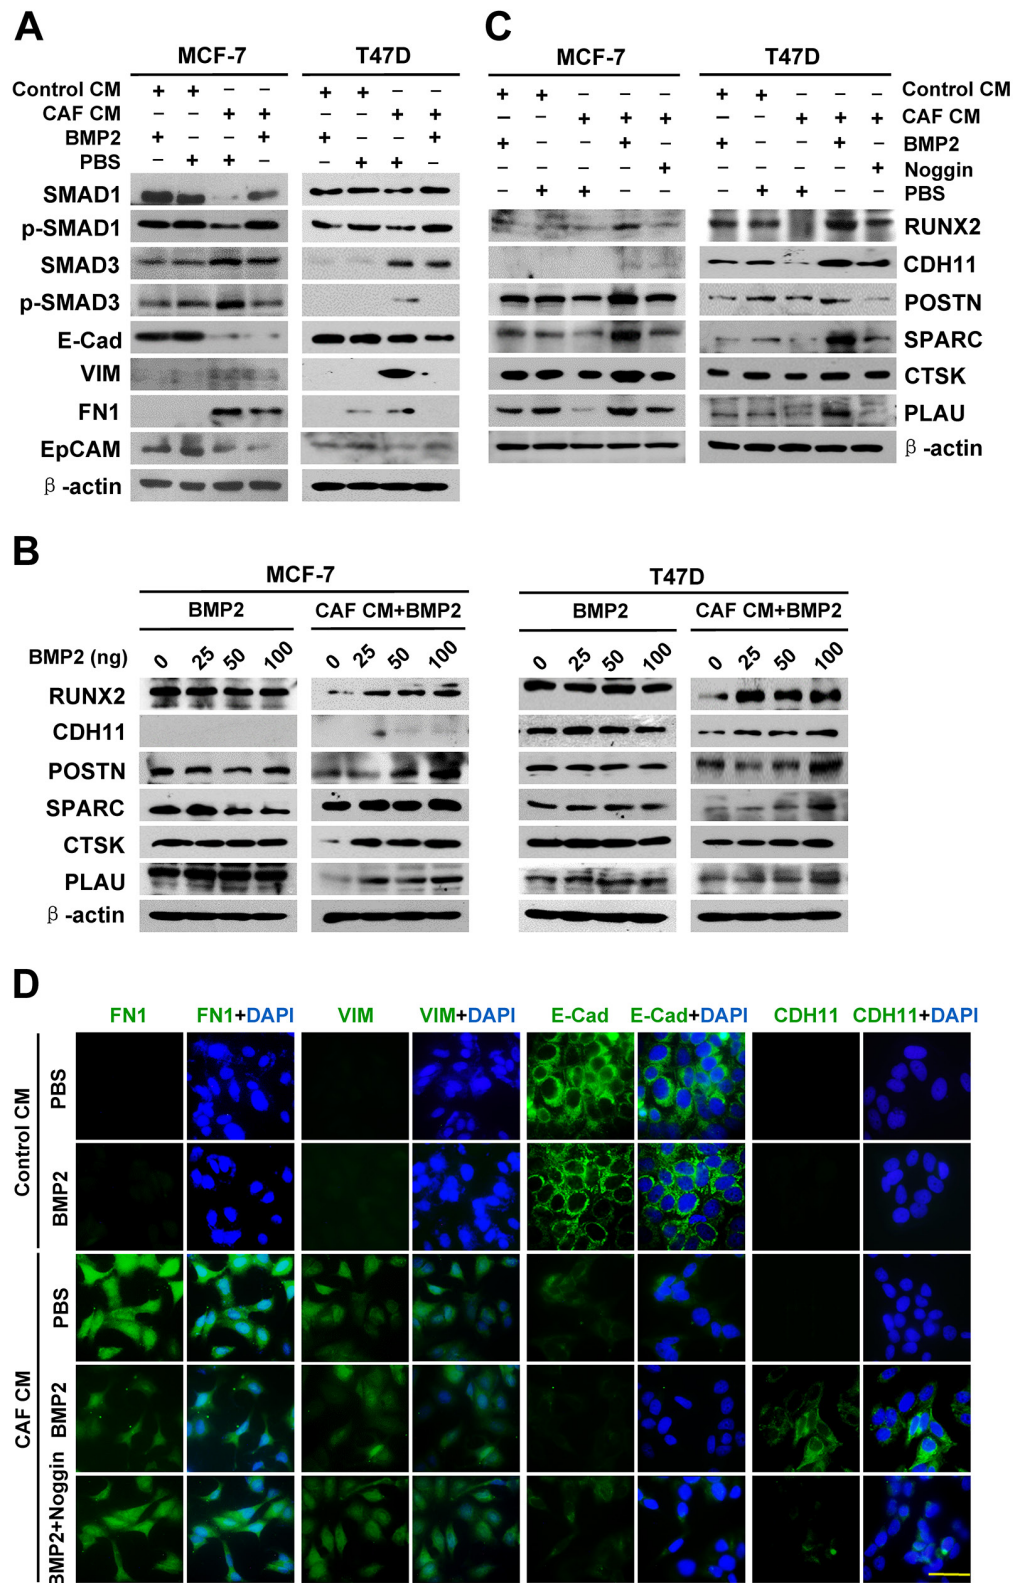 A
MCF-7 T47D
Control CM + + − − + + − −
CAF CM − − + + − − + +
BMP2 + − − + + − − +
PBS − + + − − + + −
SMAD1
p-SMAD1
SMAD3
p-SMAD3
E-Cad
VIM
FN1
EpCAM
β-actin
C
MCF-7 T47D
+ + − − − + + − − − Control CM
− − + + + − − + + + CAF CM
+ − − + − + − − + − BMP2
− − − − + − − − − + Noggin
− + + − − − + + − − PBS
RUNX2
CDH11
POSTN
SPARC
CTSK
PLAU
β-actin
B
MCF-7 T47D
BMP2 CAF CM+BMP2 BMP2 CAF CM+BMP2
BMP2 (ng) 0 25 50 100 0 25 50 100 0 25 50 100 0 25 50 100
RUNX2
CDH11
POSTN
SPARC
CTSK
PLAU
β-actin
D
FN1 FN1+DAPI VIM VIM+DAPI E-Cad E-Cad+DAPI CDH11 CDH11+DAPI
Control CM
PBS
BMP2
CAF CM
PBS
BMP2
BMP2+Noggin